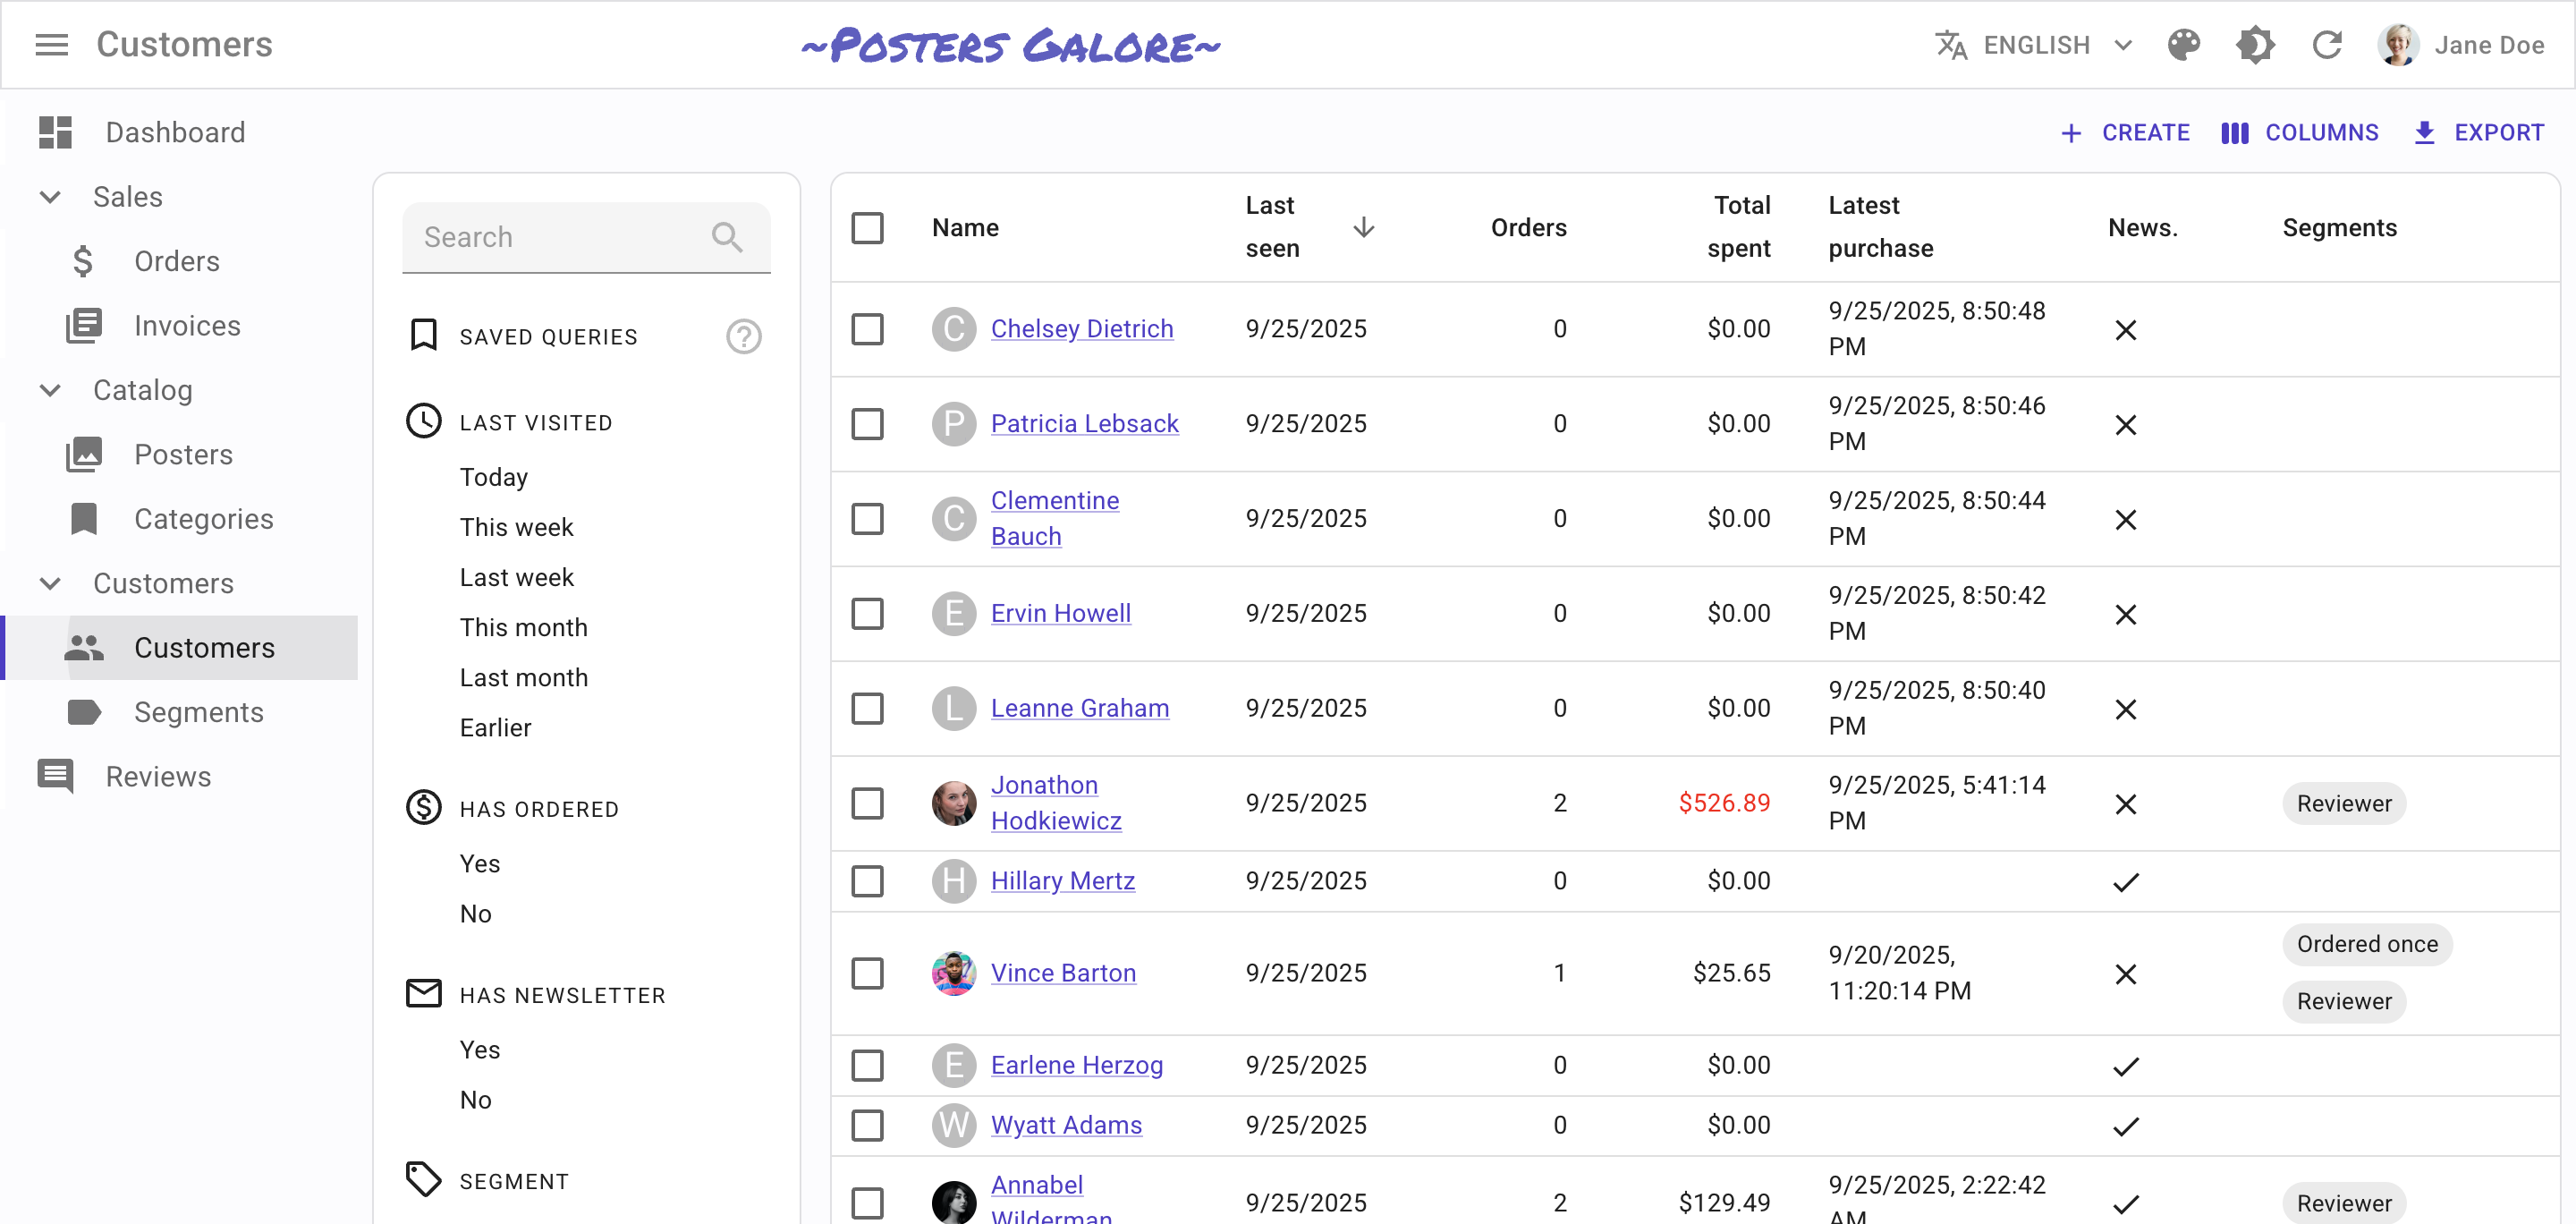 Customers
~Posters Galore~
ENGLISH
Jane Doe
Dashboard
Sales
Orders
Invoices
Catalog
Posters
Categories
Customers
Customers
Segments
Reviews
CREATE
COLUMNS
EXPORT
Search
SAVED QUERIES
?
LAST VISITED
Today
This week
Last week
This month
Last month
Earlier
HAS ORDERED
Yes
No
HAS NEWSLETTER
Yes
No
SEGMENT
Name
Last
seen
Orders
Total
spent
Latest
purchase
News.
Segments
C
Chelsey Dietrich
9/25/2025
0
$0.00
9/25/2025, 8:50:48
PM
P
Patricia Lebsack
9/25/2025
0
$0.00
9/25/2025, 8:50:46
PM
C
Clementine
Bauch
9/25/2025
0
$0.00
9/25/2025, 8:50:44
PM
E
Ervin Howell
9/25/2025
0
$0.00
9/25/2025, 8:50:42
PM
L
Leanne Graham
9/25/2025
0
$0.00
9/25/2025, 8:50:40
PM
Jonathon
Hodkiewicz
9/25/2025
2
$526.89
9/25/2025, 5:41:14
PM
Reviewer
H
Hillary Mertz
9/25/2025
0
$0.00
Vince Barton
9/25/2025
1
$25.65
9/20/2025,
11:20:14 PM
Ordered once
Reviewer
E
Earlene Herzog
9/25/2025
0
$0.00
W
Wyatt Adams
9/25/2025
0
$0.00
Annabel
Wilderman
9/25/2025
2
$129.49
9/25/2025, 2:22:42
AM
Reviewer